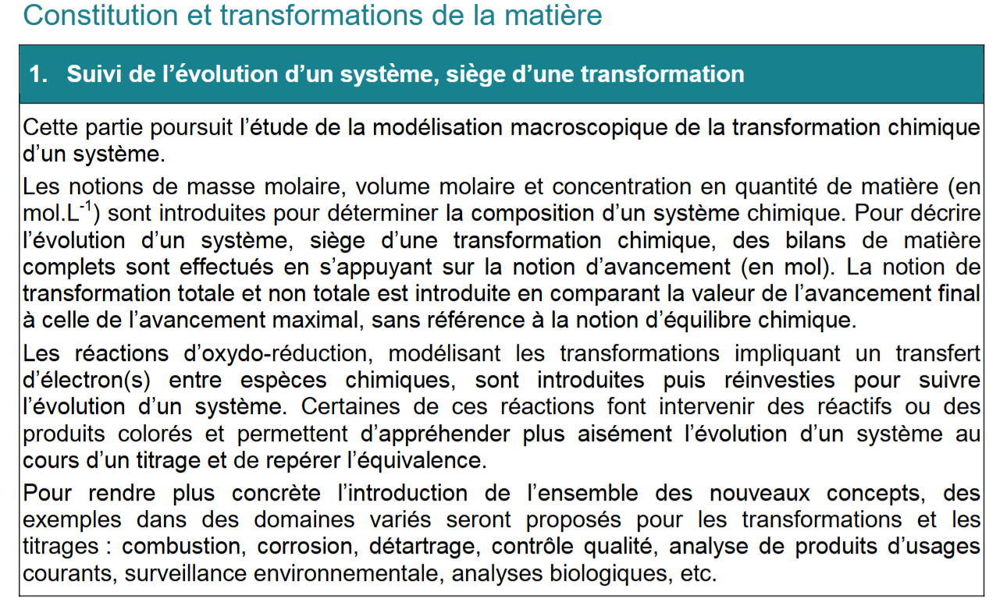 Constitution et transformations de la matière
1. Suivi de l’évolution d’un système, siège d’une transformation
Cette partie poursuit l’étude de la modélisation macroscopique de la transformation chimique
d’un système.
Les notions de masse molaire, volume molaire et concentration en quantité de matière (en
mol.L⁻¹) sont introduites pour déterminer la composition d’un système chimique. Pour décrire
l’évolution d’un système, siège d’une transformation chimique, des bilans de matière
complets sont effectués en s’appuyant sur la notion d’avancement (en mol). La notion de
transformation totale et non totale est introduite en comparant la valeur de l’avancement final
à celle de l’avancement maximal, sans référence à la notion d’équilibre chimique.
Les réactions d’oxydo-réduction, modélisant les transformations impliquant un transfert
d’électron(s) entre espèces chimiques, sont introduites puis réinvesties pour suivre
l’évolution d’un système. Certaines de ces réactions font intervenir des réactifs ou des
produits colorés et permettent d’appréhender plus aisément l’évolution d’un système au
cours d’un titrage et de repérer l’équivalence.
Pour rendre plus concrète l’introduction de l’ensemble des nouveaux concepts, des
exemples dans des domaines variés seront proposés pour les transformations et les
titrages : combustion, corrosion, détartrage, contrôle qualité, analyse de produits d’usages
courants, surveillance environnementale, analyses biologiques, etc.